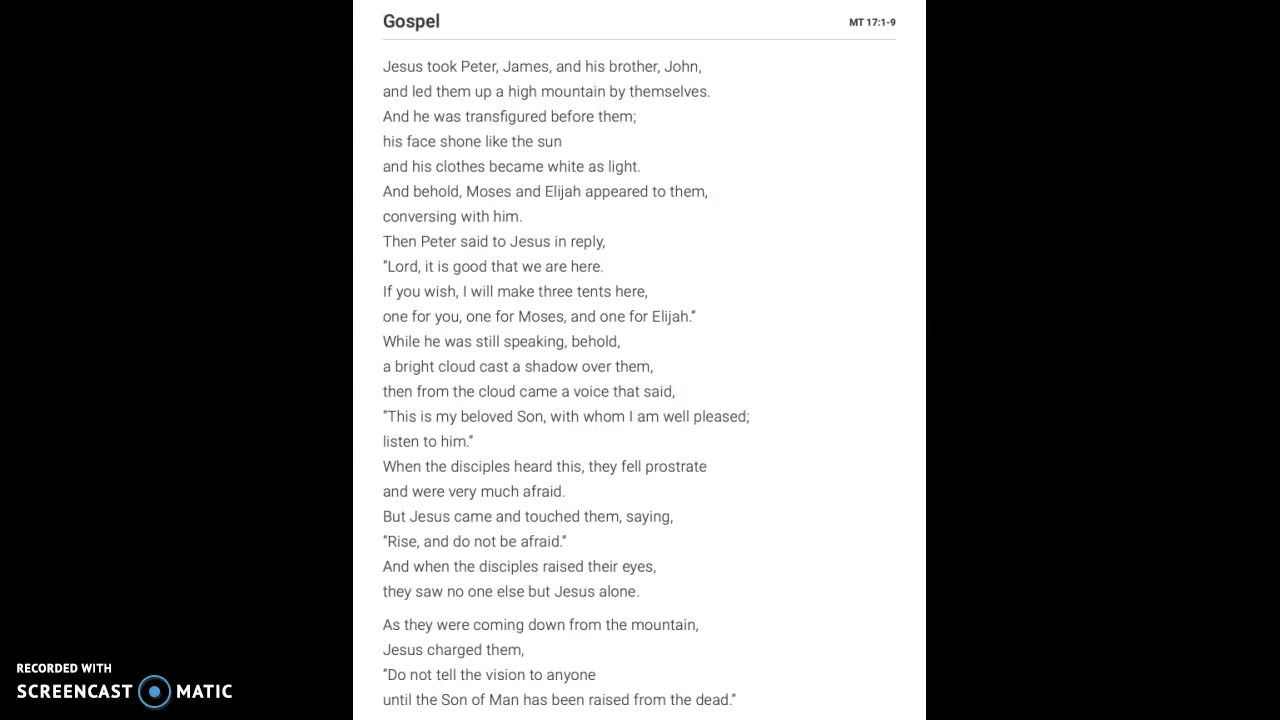 Gospel
MT 17:1-9
Jesus took Peter, James, and his brother, John,
and led them up a high mountain by themselves.
And he was transfigured before them;
his face shone like the sun
and his clothes became white as light.
And behold, Moses and Elijah appeared to them,
conversing with him.
Then Peter said to Jesus in reply,
“Lord, it is good that we are here.
If you wish, I will make three tents here,
one for you, one for Moses, and one for Elijah.”
While he was still speaking, behold,
a bright cloud cast a shadow over them,
then from the cloud came a voice that said,
“This is my beloved Son, with whom I am well pleased;
listen to him.”
When the disciples heard this, they fell prostrate
and were very much afraid.
But Jesus came and touched them, saying,
“Rise, and do not be afraid.”
And when the disciples raised their eyes,
they saw no one else but Jesus alone.
As they were coming down from the mountain,
Jesus charged them,
“Do not tell the vision to anyone
until the Son of Man has been raised from the dead.”
RECORDED WITH
SCREENCAST MATIC